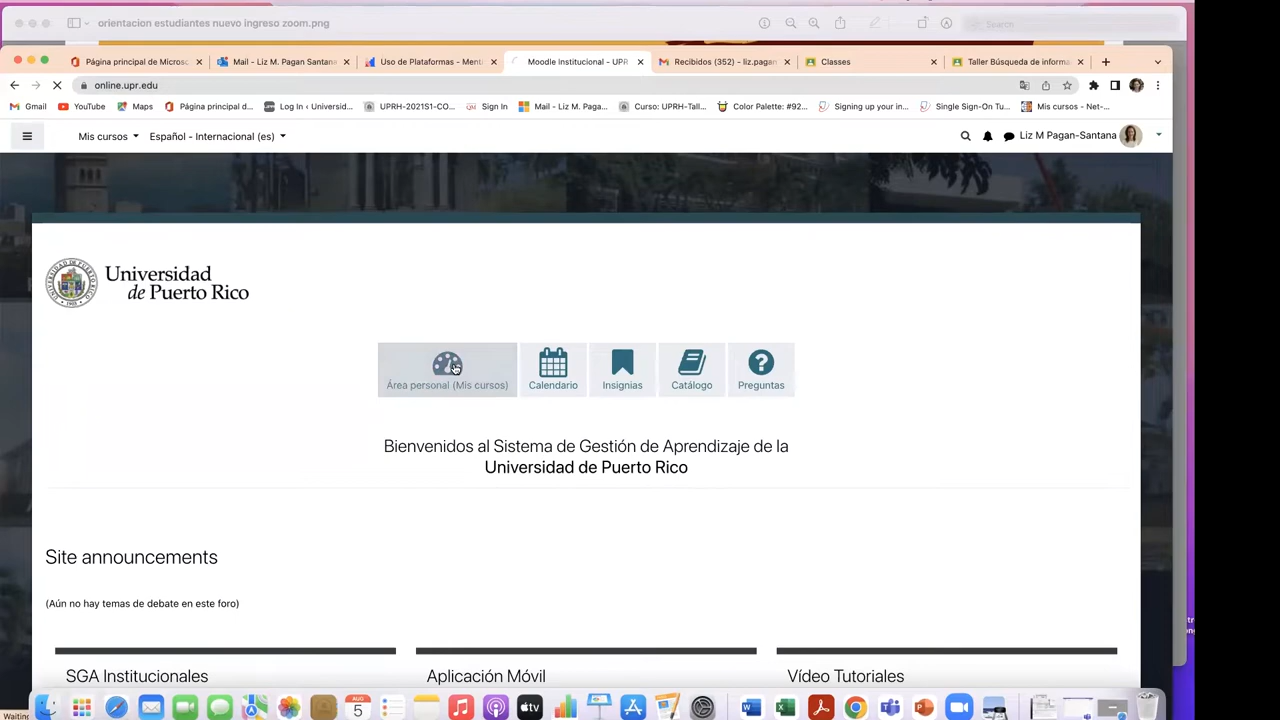 orientacion estudiantes nuevo ingreso zoom.png
Search
Página principal de Microsc
Mail - Liz M. Pagan Santana
Uso de Plataformas - Menti
Moodle Institucional - UPR
Recibidos (352) - liz.pagan
Classes
Taller Búsqueda de informa
online.upr.edu
Gmail
YouTube
Maps
Página principal d...
Log In ‹ Universid...
UPRH-2021S1-CO...
Sign In
Mail - Liz M. Paga...
Curso: UPRH-Tall...
Color Palette: #92...
Signing up your in...
Single Sign-On Tu...
Mis cursos - Net-...
Mis cursos
Español - Internacional (es)
Liz M Pagan-Santana
Universidad
de Puerto Rico
Área personal (Mis cursos)
Calendario
Insignias
Catálogo
Preguntas
Bienvenidos al Sistema de Gestión de Aprendizaje de la
Universidad de Puerto Rico
Site announcements
(Aún no hay temas de debate en este foro)
SGA Institucionales
Aplicación Móvil
Vídeo Tutoriales
AUG
5
tv
Waiting